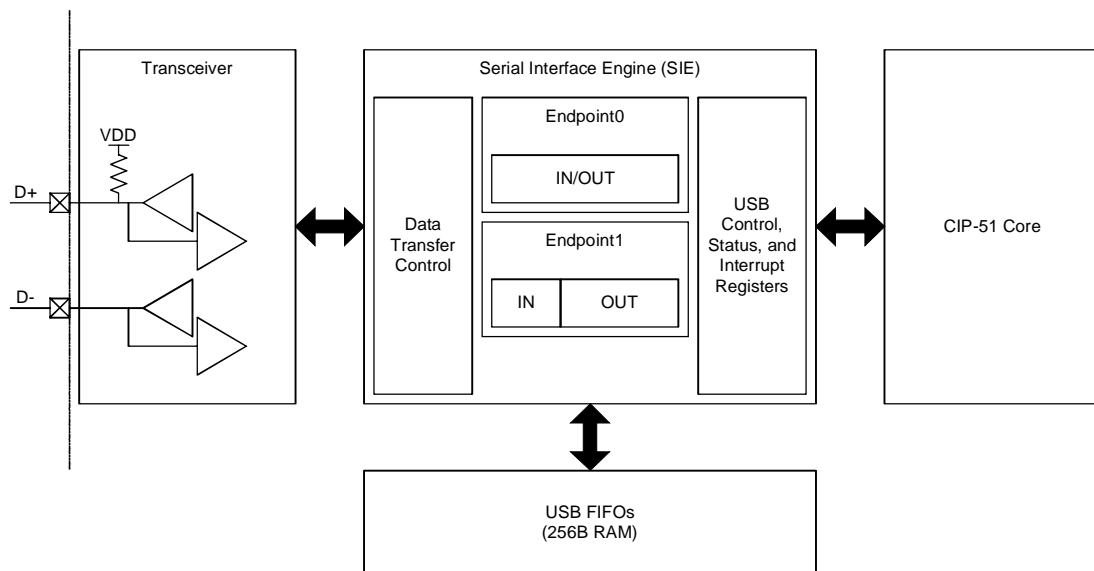 Transceiver
VDD
D+
D-
Serial Interface Engine (SIE)
Data
Transfer
Control
Endpoint0
IN/OUT
Endpoint1
IN
OUT
USB
Control,
Status, and
Interrupt
Registers
CIP-51 Core
USB FIFOs
(256B RAM)